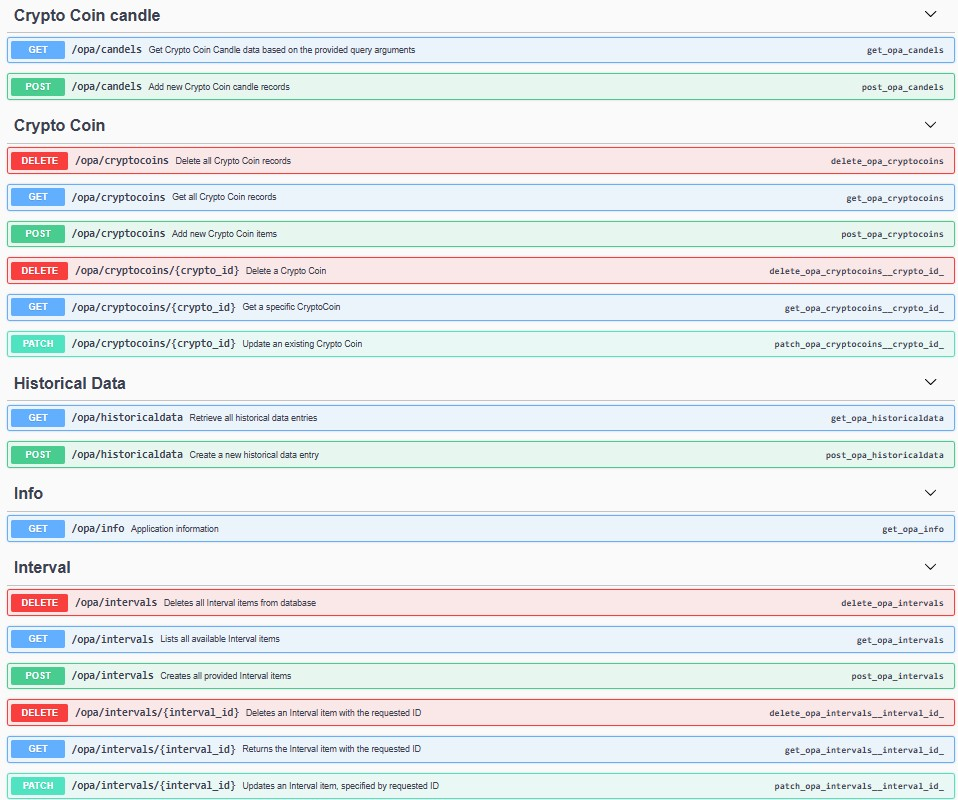 Crypto Coin candle
GET /opa/candels Get Crypto Coin Candle data based on the provided query arguments get_opa_candels
POST /opa/candels Add new Crypto Coin candle records post_opa_candels
Crypto Coin
DELETE /opa/cryptocoins Delete all Crypto Coin records delete_opa_cryptocoins
GET /opa/cryptocoins Get all Crypto Coin records get_opa_cryptocoins
POST /opa/cryptocoins Add new Crypto Coin items post_opa_cryptocoins
DELETE /opa/cryptocoins/{crypto_id} Delete a Crypto Coin delete_opa_cryptocoins__crypto_id_
GET /opa/cryptocoins/{crypto_id} Get a specific CryptoCoin get_opa_cryptocoins__crypto_id_
PATCH /opa/cryptocoins/{crypto_id} Update an existing Crypto Coin patch_opa_cryptocoins__crypto_id_
Historical Data
GET /opa/historicaldata Retrieve all historical data entries get_opa_historicaldata
POST /opa/historicaldata Create a new historical data entry post_opa_historicaldata
Info
GET /opa/info Application information get_opa_info
Interval
DELETE /opa/intervals Deletes all Interval items from database delete_opa_intervals
GET /opa/intervals Lists all available Interval items get_opa_intervals
POST /opa/intervals Creates all provided Interval items post_opa_intervals
DELETE /opa/intervals/{interval_id} Deletes an Interval item with the requested ID delete_opa_intervals__interval_id_
GET /opa/intervals/{interval_id} Returns the Interval item with the requested ID get_opa_intervals__interval_id_
PATCH /opa/intervals/{interval_id} Updates an Interval item, specified by requested ID patch_opa_intervals__interval_id_